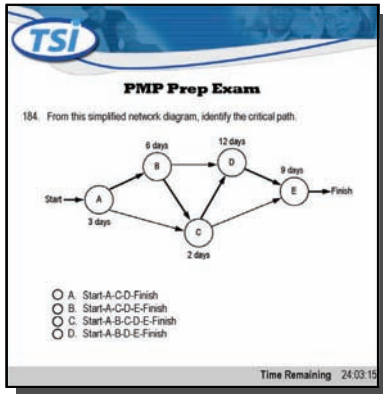 TSI
PMP Prep Exam
184. From this simplified network diagram, identify the critical path.
6 days
12 days
B
D
9 days
Start
A
E
Finish
3 days
C
2 days
A. Start-A-C-D-Finish
B. Start-A-C-D-E-Finish
C. Start-A-B-C-D-E-Finish
D. Start-A-B-D-E-Finish
Time Remaining 24:03:15